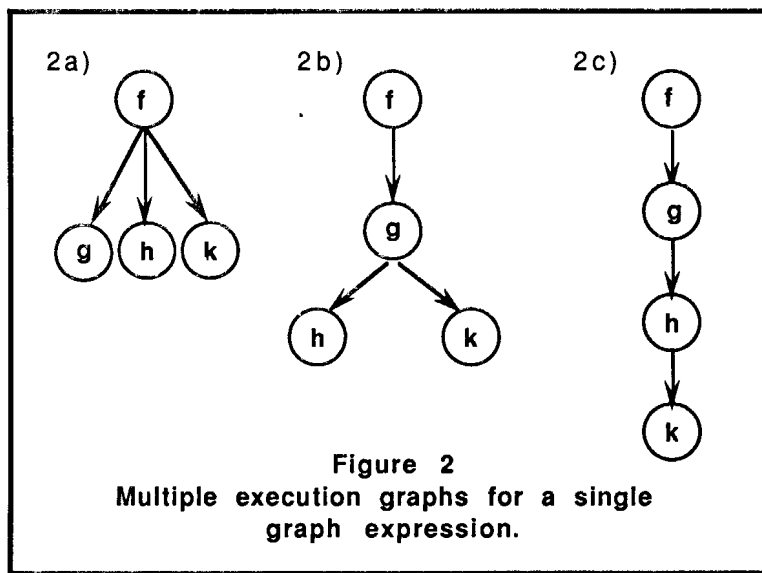 2a)
f
g h k
2b)
f
g
h k
2c)
f
g
h
k
Figure 2
Multiple execution graphs for a single
graph expression.